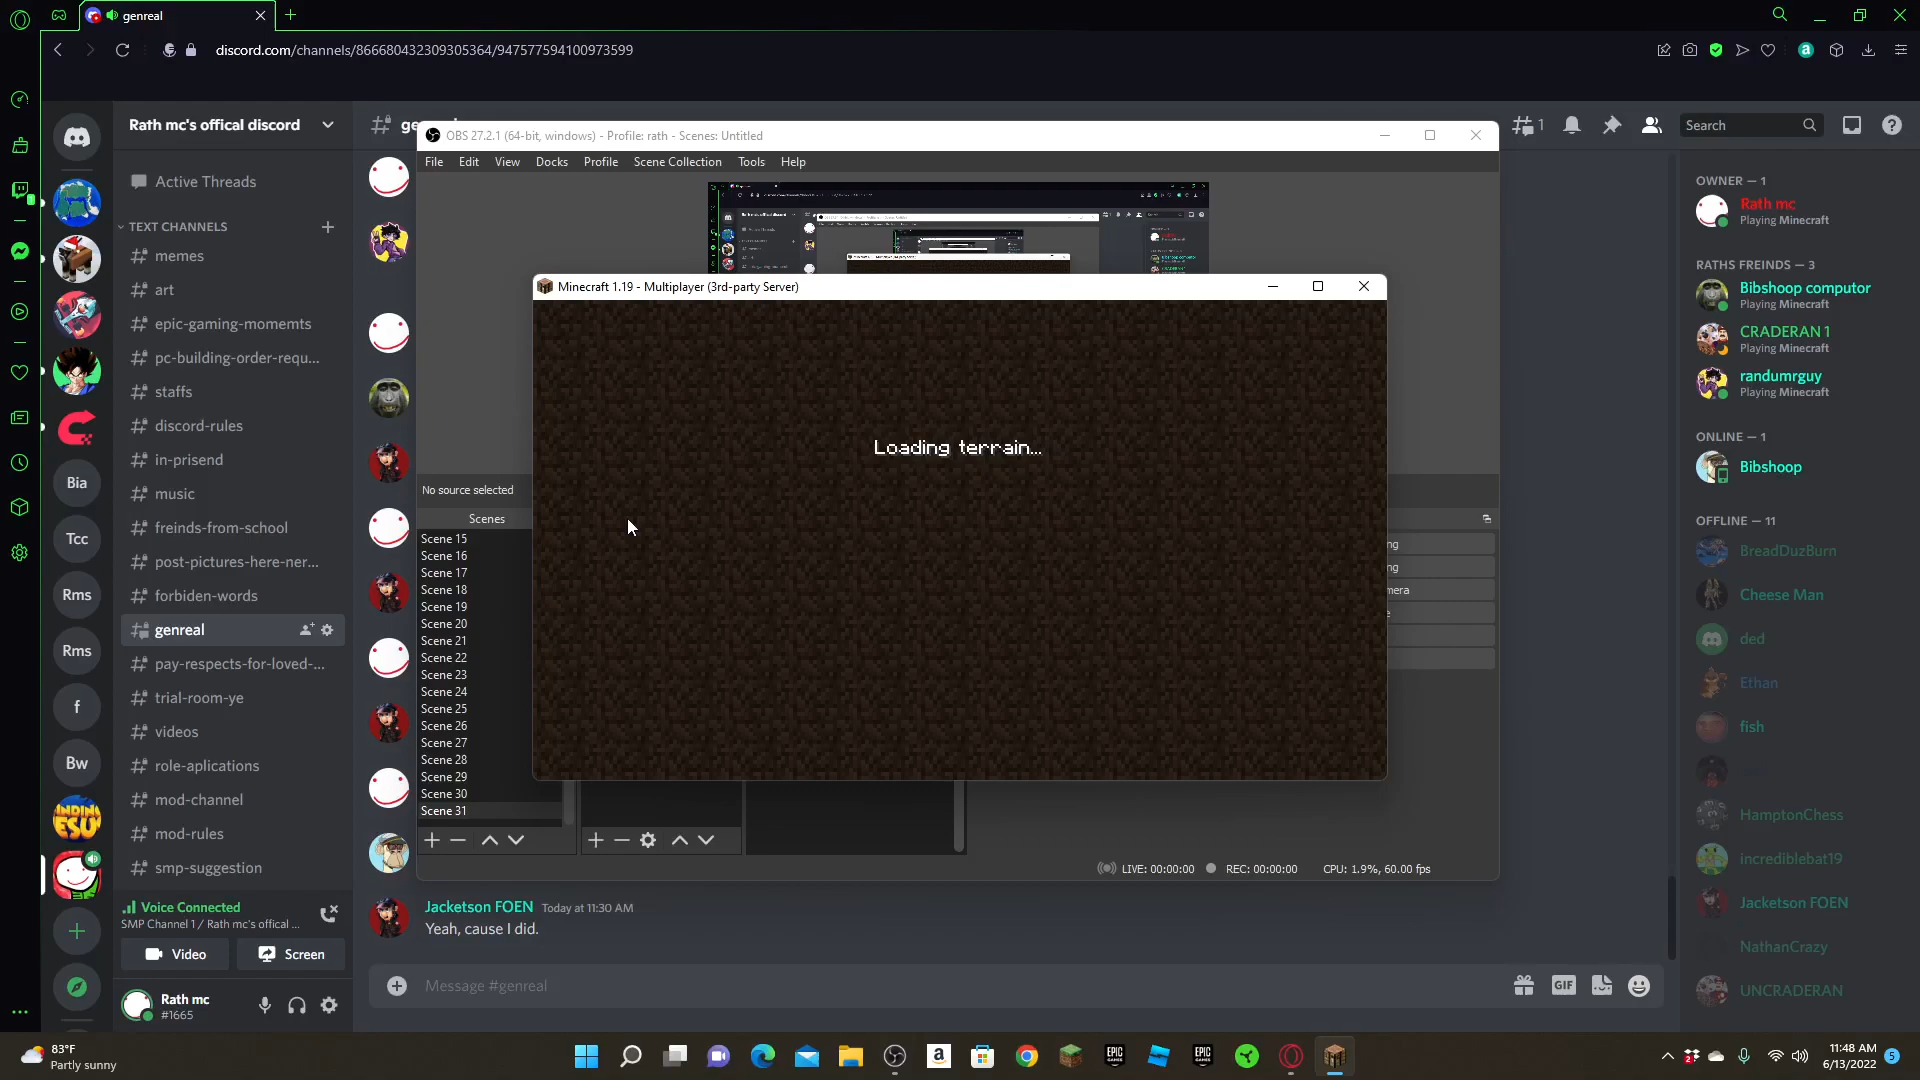 genreal
discord.com/channels/866680432309305364/947577594100973599
Rath mc's offical discord
Active Threads
TEXT CHANNELS
memes
art
epic-gaming-momemts
pc-building-order-requ...
staffs
discord-rules
in-prisend
music
freinds-from-school
post-pictures-here-ner...
forbiden-words
genreal
pay-respects-for-loved-...
trial-room-ye
videos
role-aplications
mod-channel
mod-rules
smp-suggestion
Voice Connected
SMP Channel 1 / Rath mc's offical ...
Video
Screen
Rath mc
#1665
Bia
Tcc
Rms
Rms
f
Bw
ge
OBS 27.2.1 (64-bit, windows) - Profile: rath - Scenes: Untitled
File Edit View Docks Profile Scene Collection Tools Help
Minecraft 1.19 - Multiplayer (3rd-party Server)
Loading terrain...
No source selected
Scenes
Scene 15
Scene 16
Scene 17
Scene 18
Scene 19
Scene 20
Scene 21
Scene 22
Scene 23
Scene 24
Scene 25
Scene 26
Scene 27
Scene 28
Scene 29
Scene 30
Scene 31
ng
ng
mera
e
LIVE: 00:00:00 REC: 00:00:00 CPU: 1.9%, 60.00 fps
Jacketson FOEN Today at 11:30 AM
Yeah, cause I did.
Message #genreal
GIF
1
Search
OWNER — 1
Rath mc
Playing Minecraft
RATHS FREINDS — 3
Bibshoop computor
Playing Minecraft
CRADERAN 1
Playing Minecraft
randumrguy
Playing Minecraft
ONLINE — 1
Bibshoop
OFFLINE — 11
BreadDuzBurn
Cheese Man
ded
Ethan
fish
HamptonChess
incrediblebat19
Jacketson FOEN
NathanCrazy
UNCRADERAN
83°F
Partly sunny
11:48 AM
6/13/2022
5